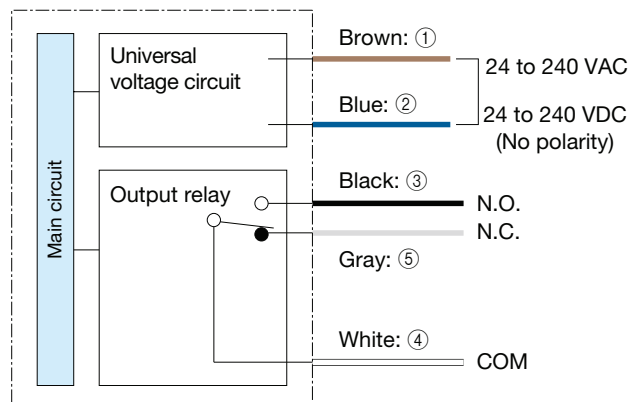 Universal
voltage circuit
Brown: ①
24 to 240 VAC
Blue: ②
24 to 240 VDC
(No polarity)
Main circuit
Output relay
Black: ③
N.O.
N.C.
Gray: ⑤
White: ④
COM